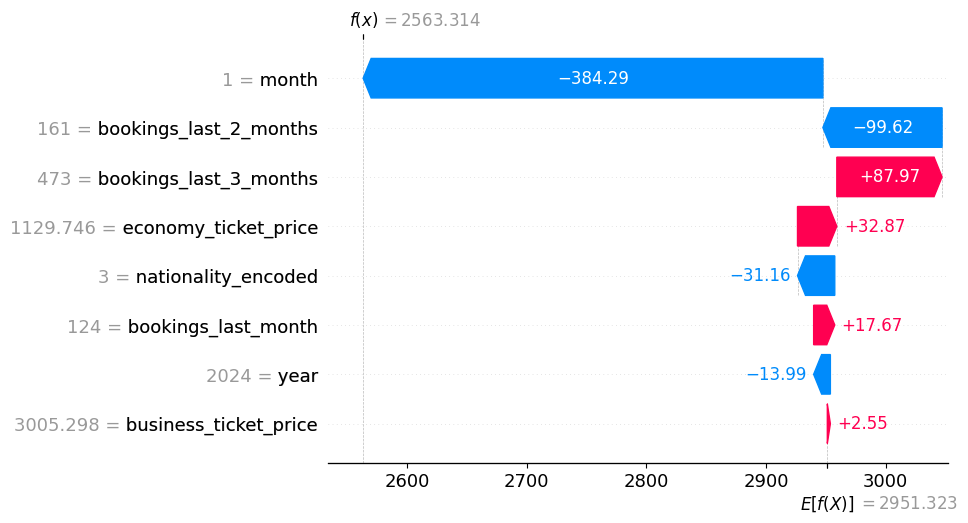 f(x) = 2563.314
1 = month
−384.29
161 = bookings_last_2_months
−99.62
473 = bookings_last_3_months
+87.97
1129.746 = economy_ticket_price
+32.87
3 = nationality_encoded
−31.16
124 = bookings_last_month
+17.67
2024 = year
−13.99
3005.298 = business_ticket_price
+2.55
2600 2700 2800 2900 3000
E[f(X)] = 2951.323